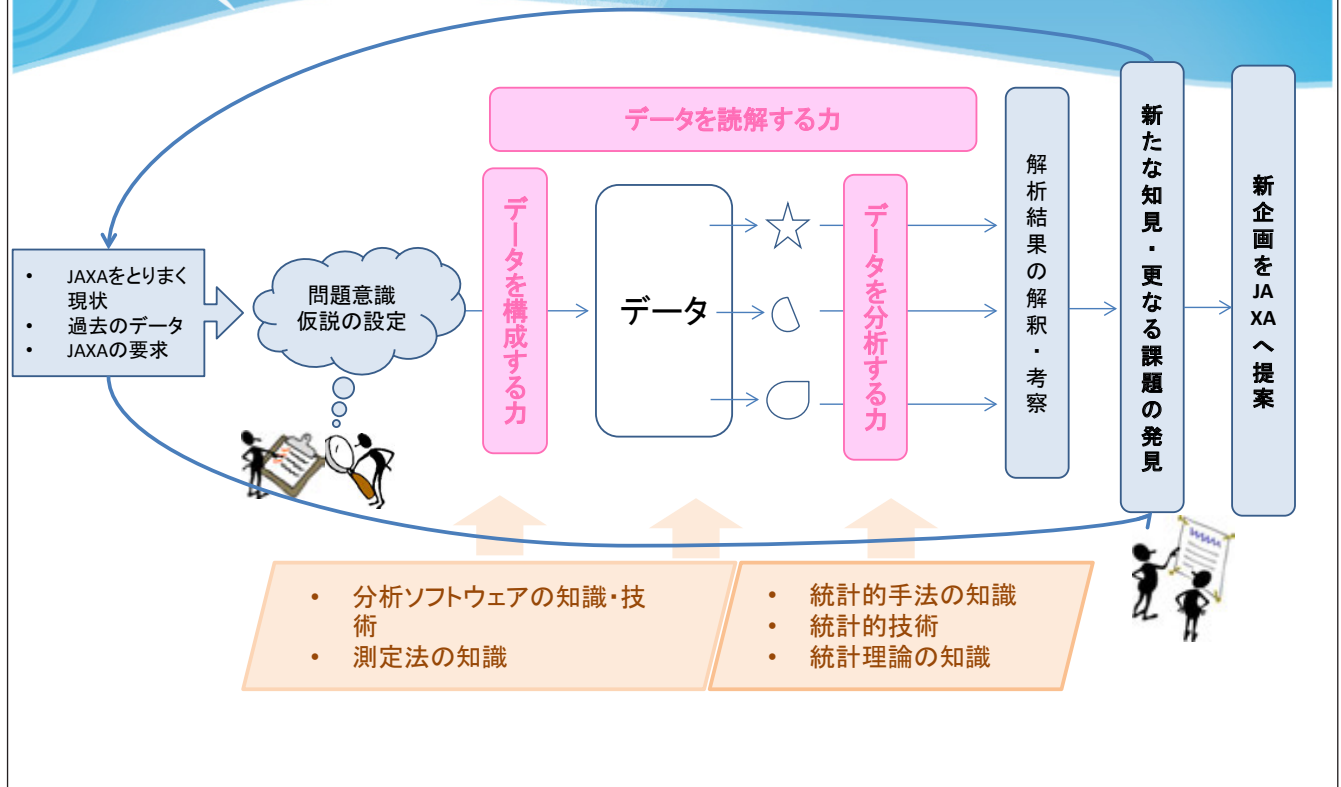 データを読解する力
• JAXAをとりまく
現状
• 過去のデータ
• JAXAの要求
問題意識
仮説の設定
データを構成する力
データ
データを分析する力
解析結果の解釈・考察
新たな知見・更なる課題の発見
新企画をJAXAへ提案
• 分析ソフトウェアの知識・技
術
• 測定法の知識
• 統計的手法の知識
• 統計的技術
• 統計理論の知識